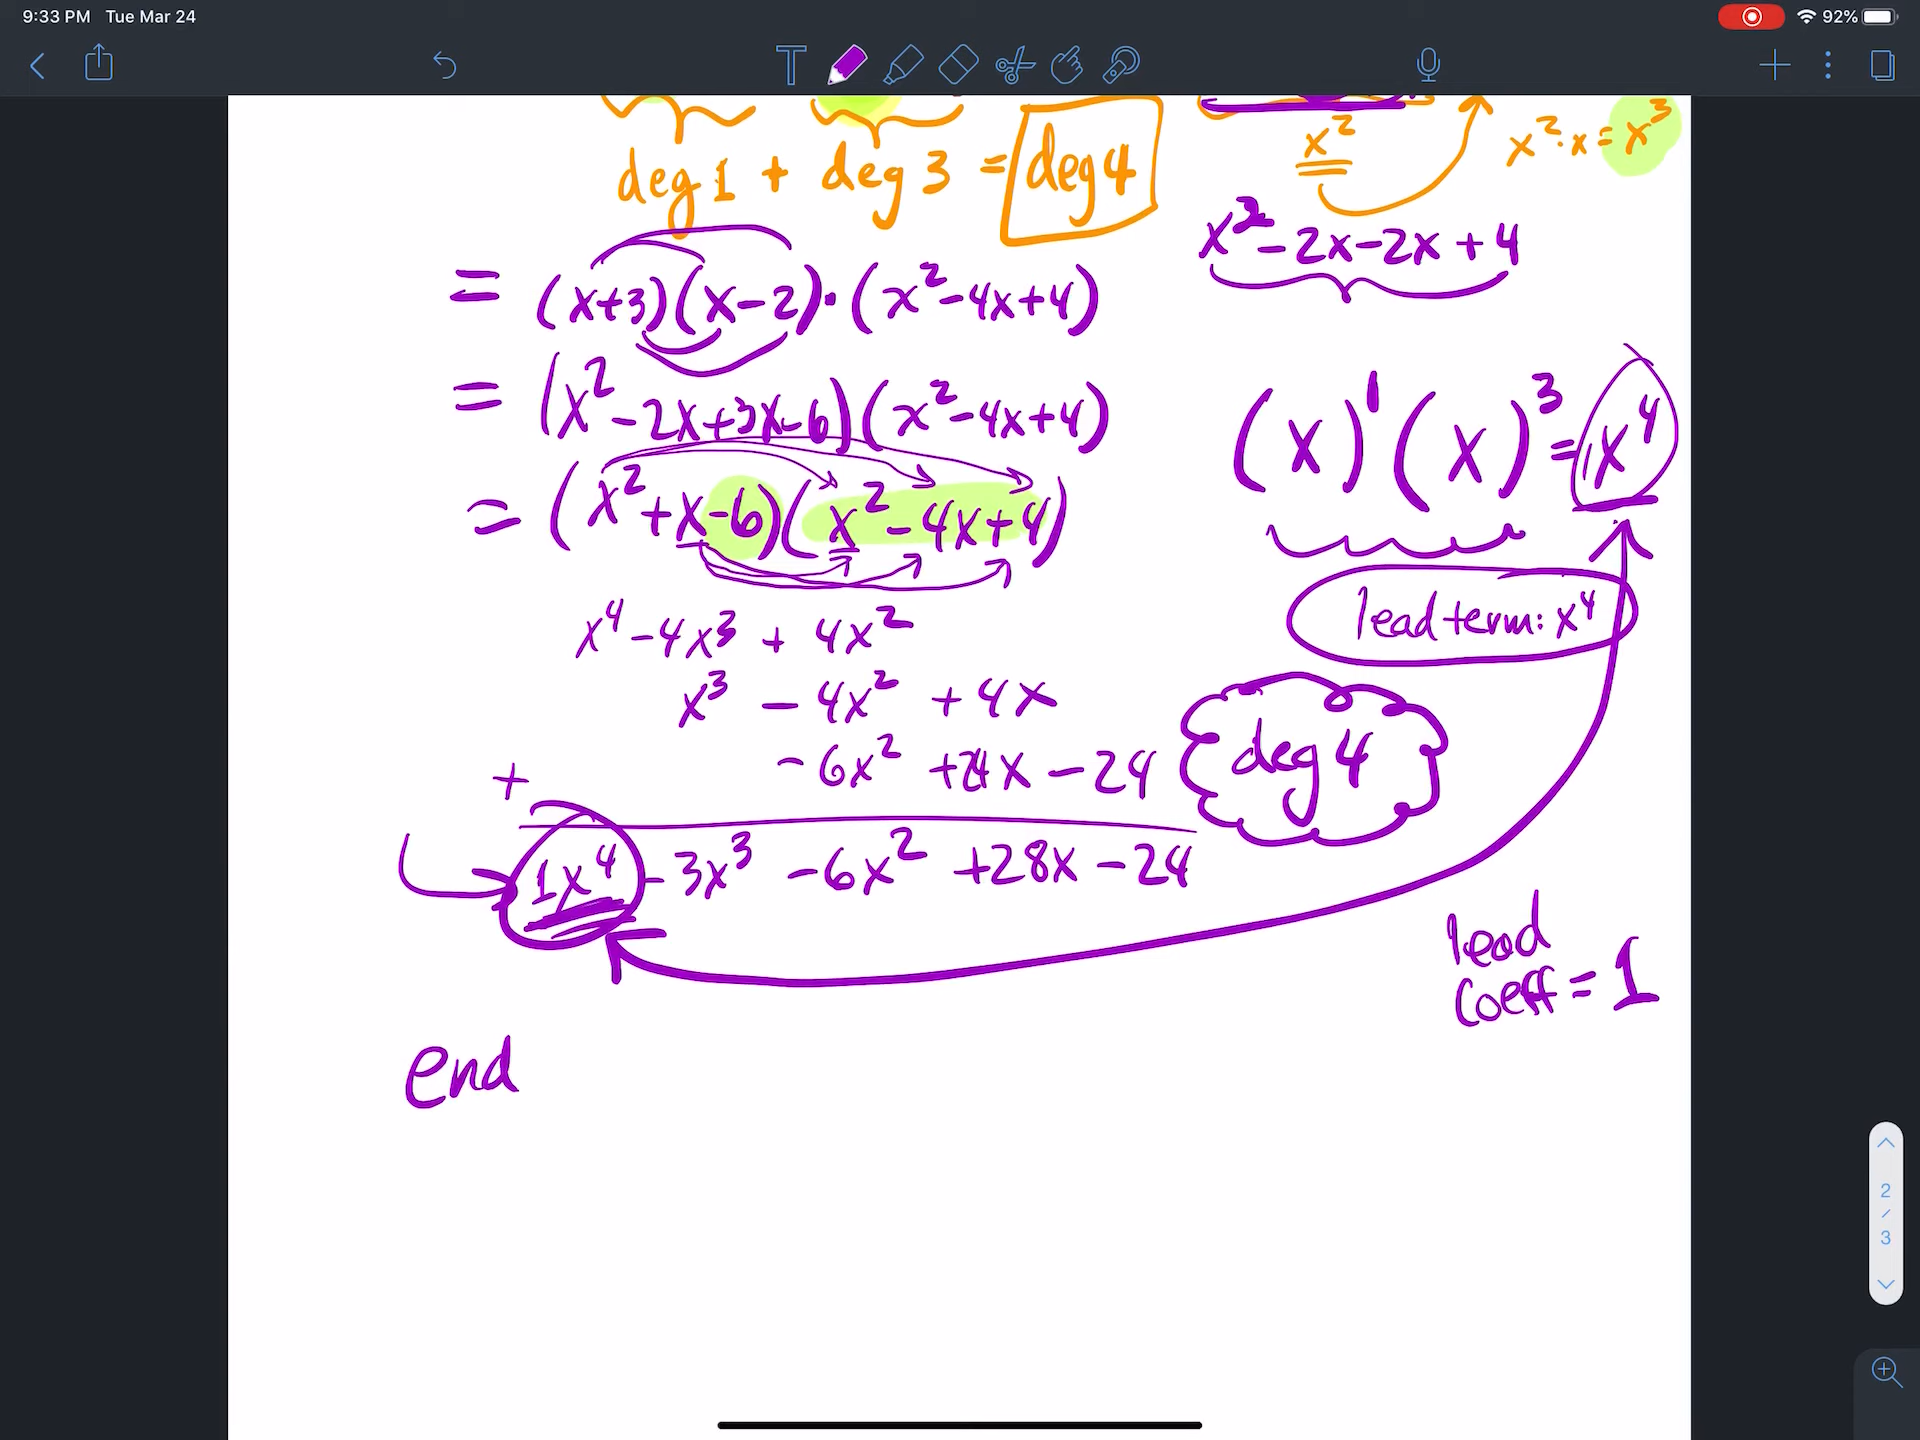 9:33 PM Tue Mar 24
92%
deg 1 + deg 3 = deg 4
x²
x²·x = x³
x² - 2x - 2x + 4
= (x+3)(x-2)·(x²-4x+4)
= (x² - 2x + 3x - 6)(x²-4x+4)
(x)¹(x)³ = 1x⁴
= (x² + x - 6)(x² - 4x + 4)
lead term: x⁴
x⁴ - 4x³ + 4x²
x³ - 4x² + 4x
deg 4
+ - 6x² + 24x - 24
1x⁴ - 3x³ - 6x² + 28x - 24
lead
coeff = 1
end
2
/
3